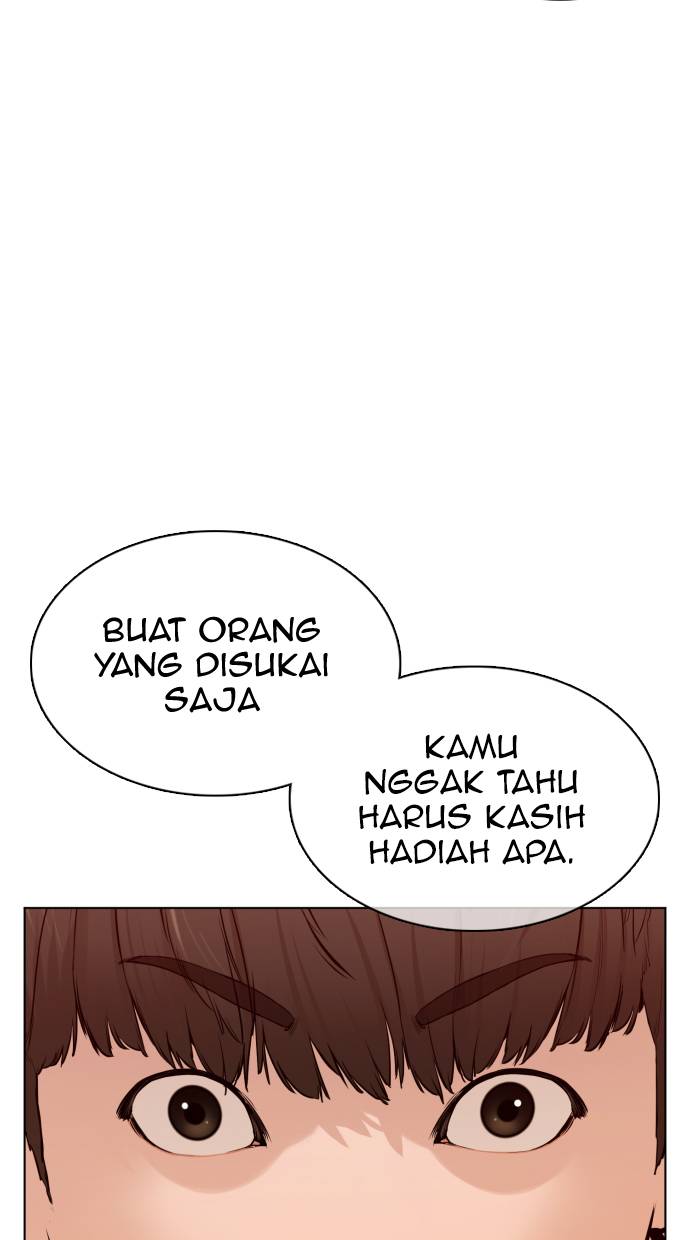 BUAT ORANG
YANG DISUKAI
SAJA
KAMU
NGGAK TAHU
HARUS KASIH
HADIAH APA.